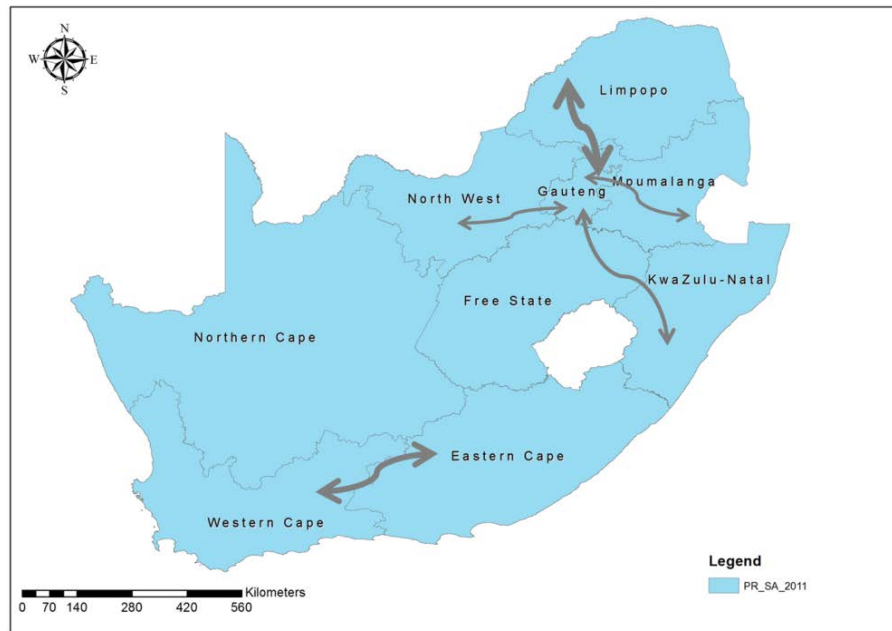 N
W E
S
Limpopo
Mpumalanga
Gauteng
North West
KwaZulu-Natal
Free State
Northern Cape
Eastern Cape
Western Cape
Legend
PR_SA_2011
Kilometers
0 70 140 280 420 560